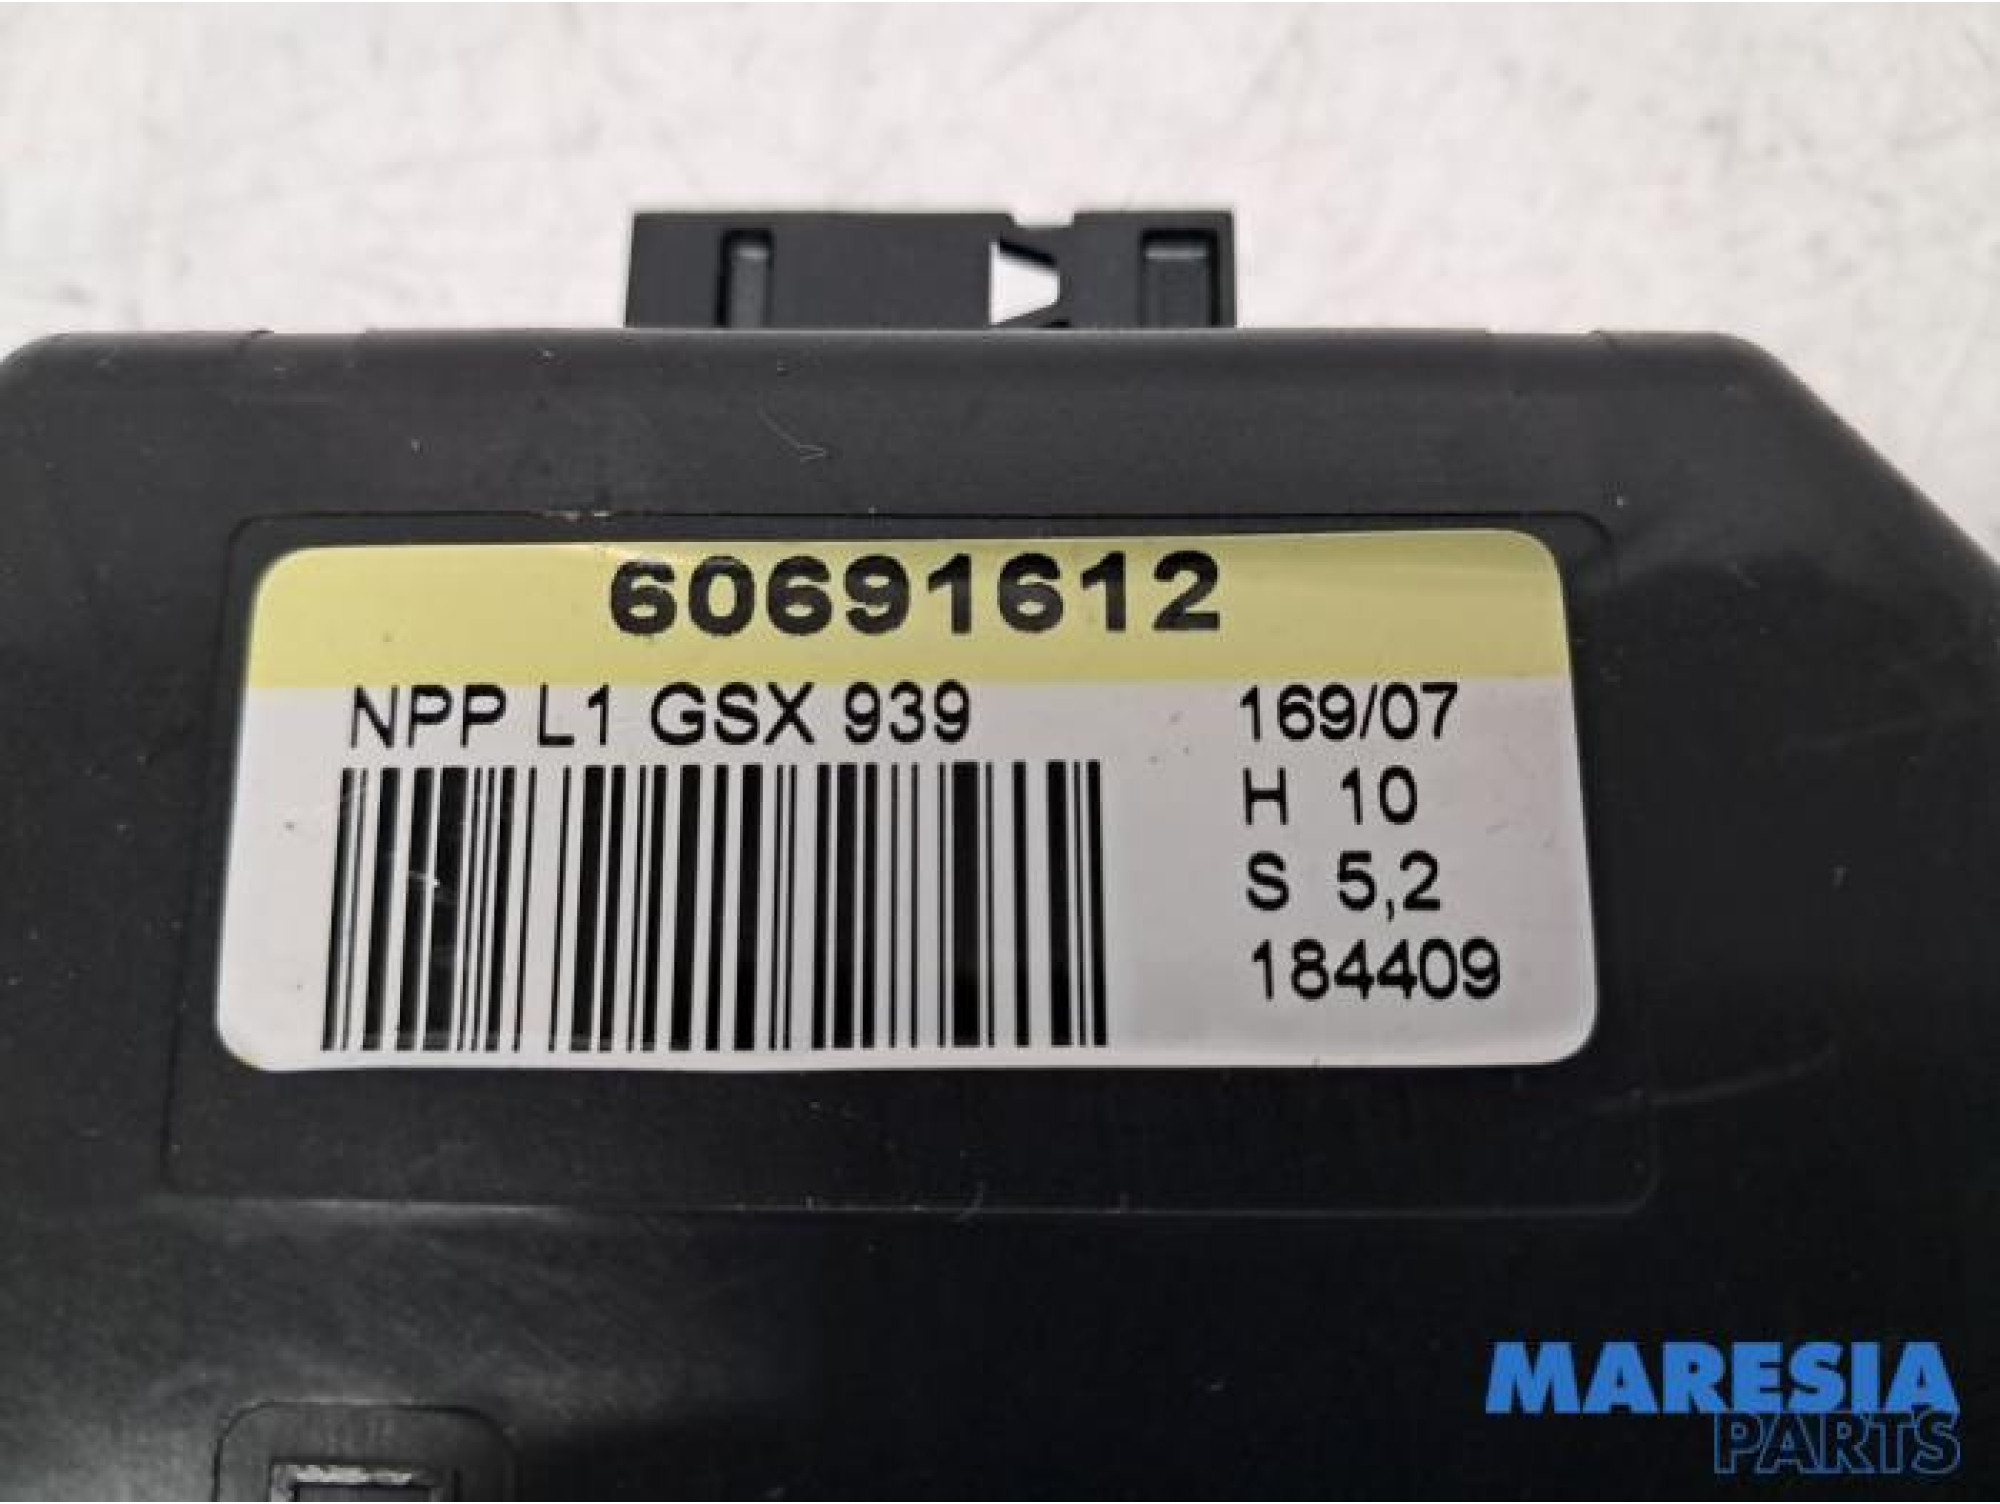 60691612
NPP L1 GSX 939 169/07
H 10
S 5,2
184409
MARESIA
PARTS